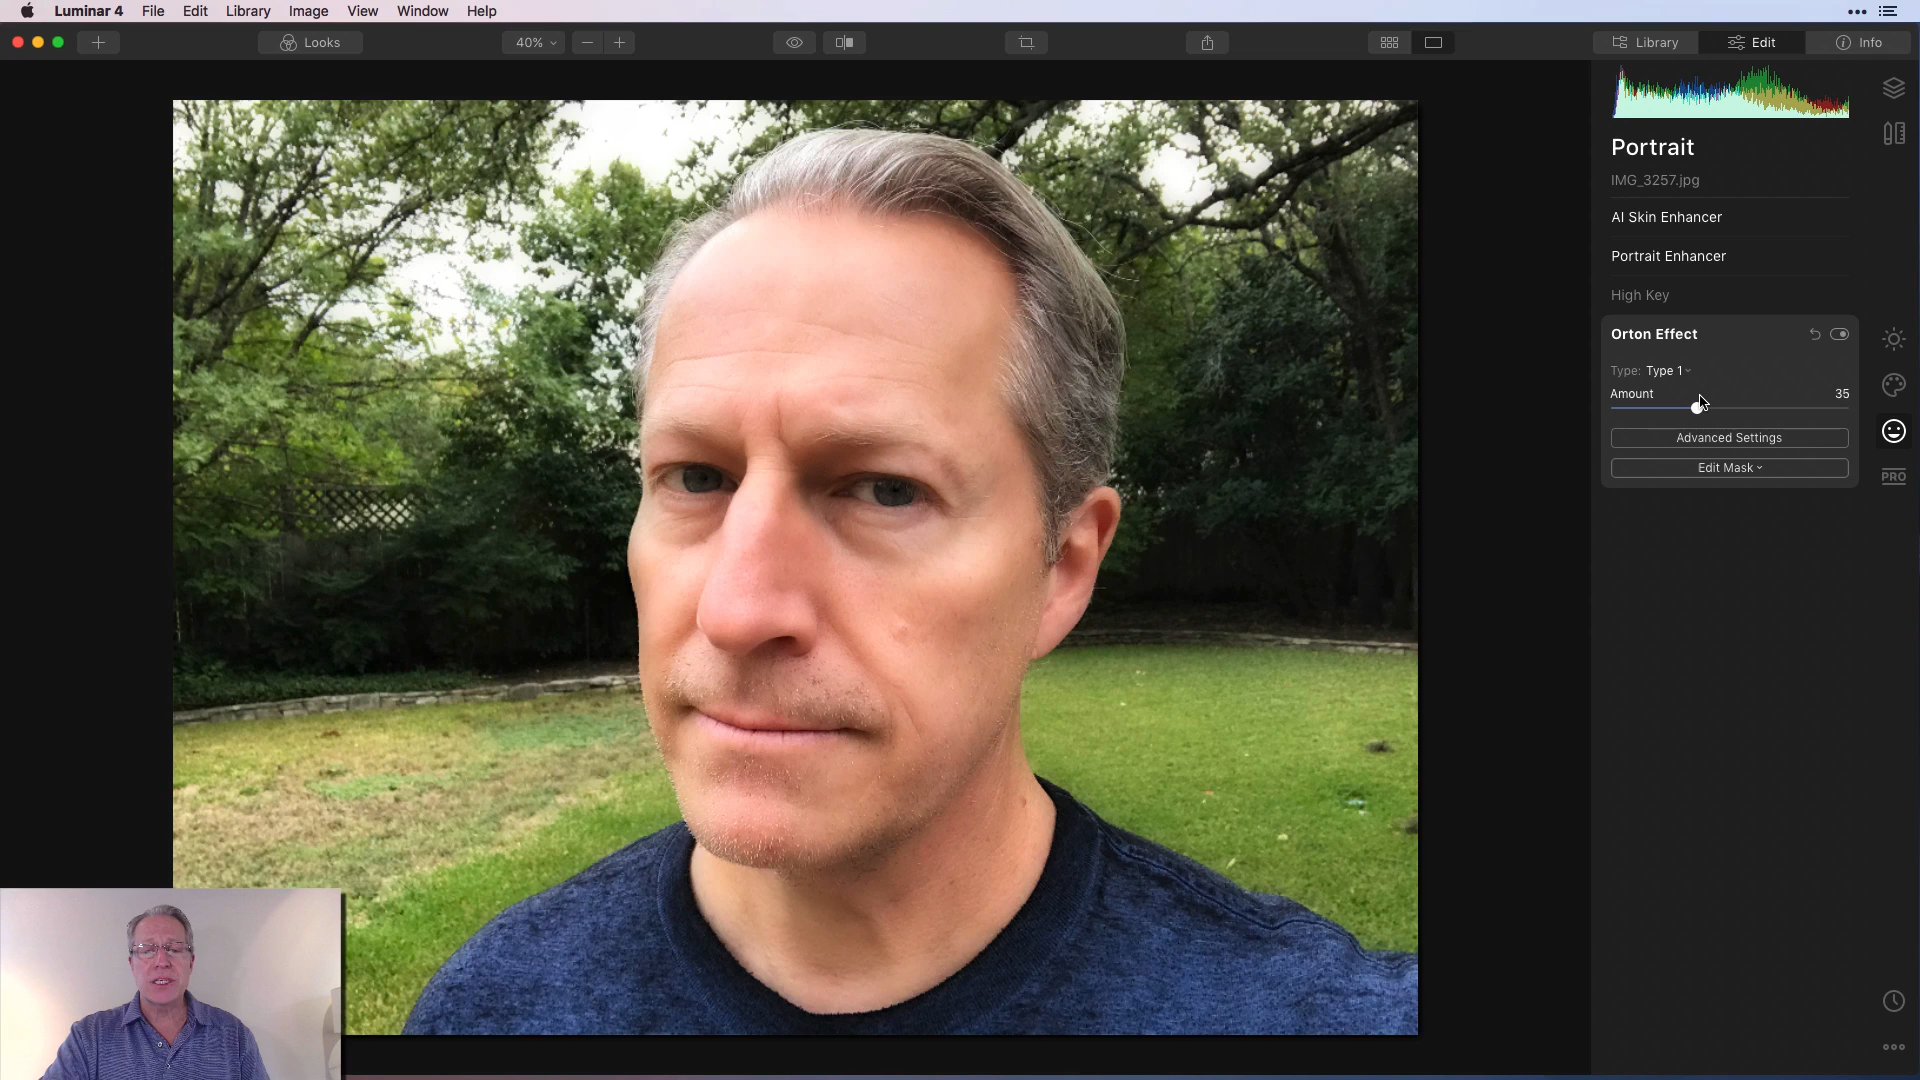 Luminar 4 File Edit Library Image View Window Help
Looks 40% Library Edit Info
Portrait
IMG_3257.jpg
AI Skin Enhancer
Portrait Enhancer
High Key
Orton Effect
Type: Type 1
Amount 35
Advanced Settings
Edit Mask
PRO